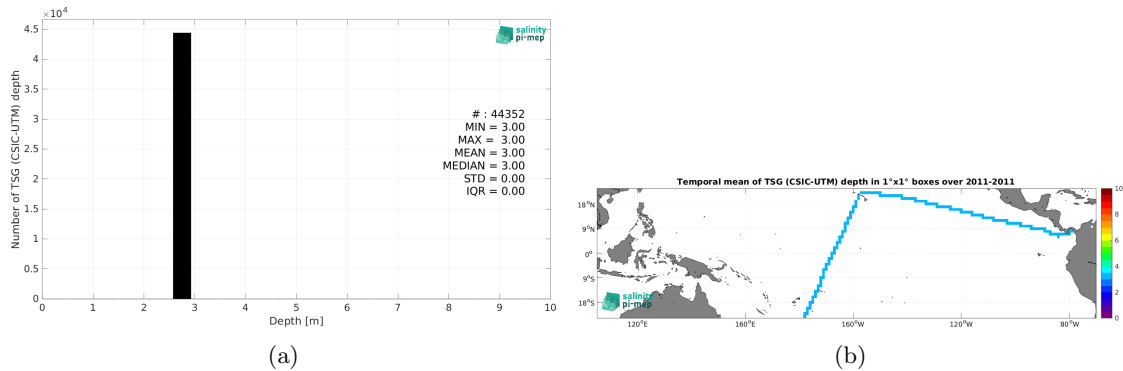 ×10⁴
4.5
4
3.5
3
2.5
2
1.5
1
0.5
0
Number of TSG (CSIC-UTM) depth
salinity
pi-mep
# : 44352
MIN = 3.00
MAX = 3.00
MEAN = 3.00
MEDIAN = 3.00
STD = 0.00
IQR = 0.00
0 1 2 3 4 5 6 7 8 9 10
Depth [m]
(a)
Temporal mean of TSG (CSIC-UTM) depth in 1°x1° boxes over 2011-2011
18°N
9°N
0°
9°S
18°S
salinity
pi-mep
120°E 160°E 160°W 120°W 80°W
10
8
6
4
2
0
(b)